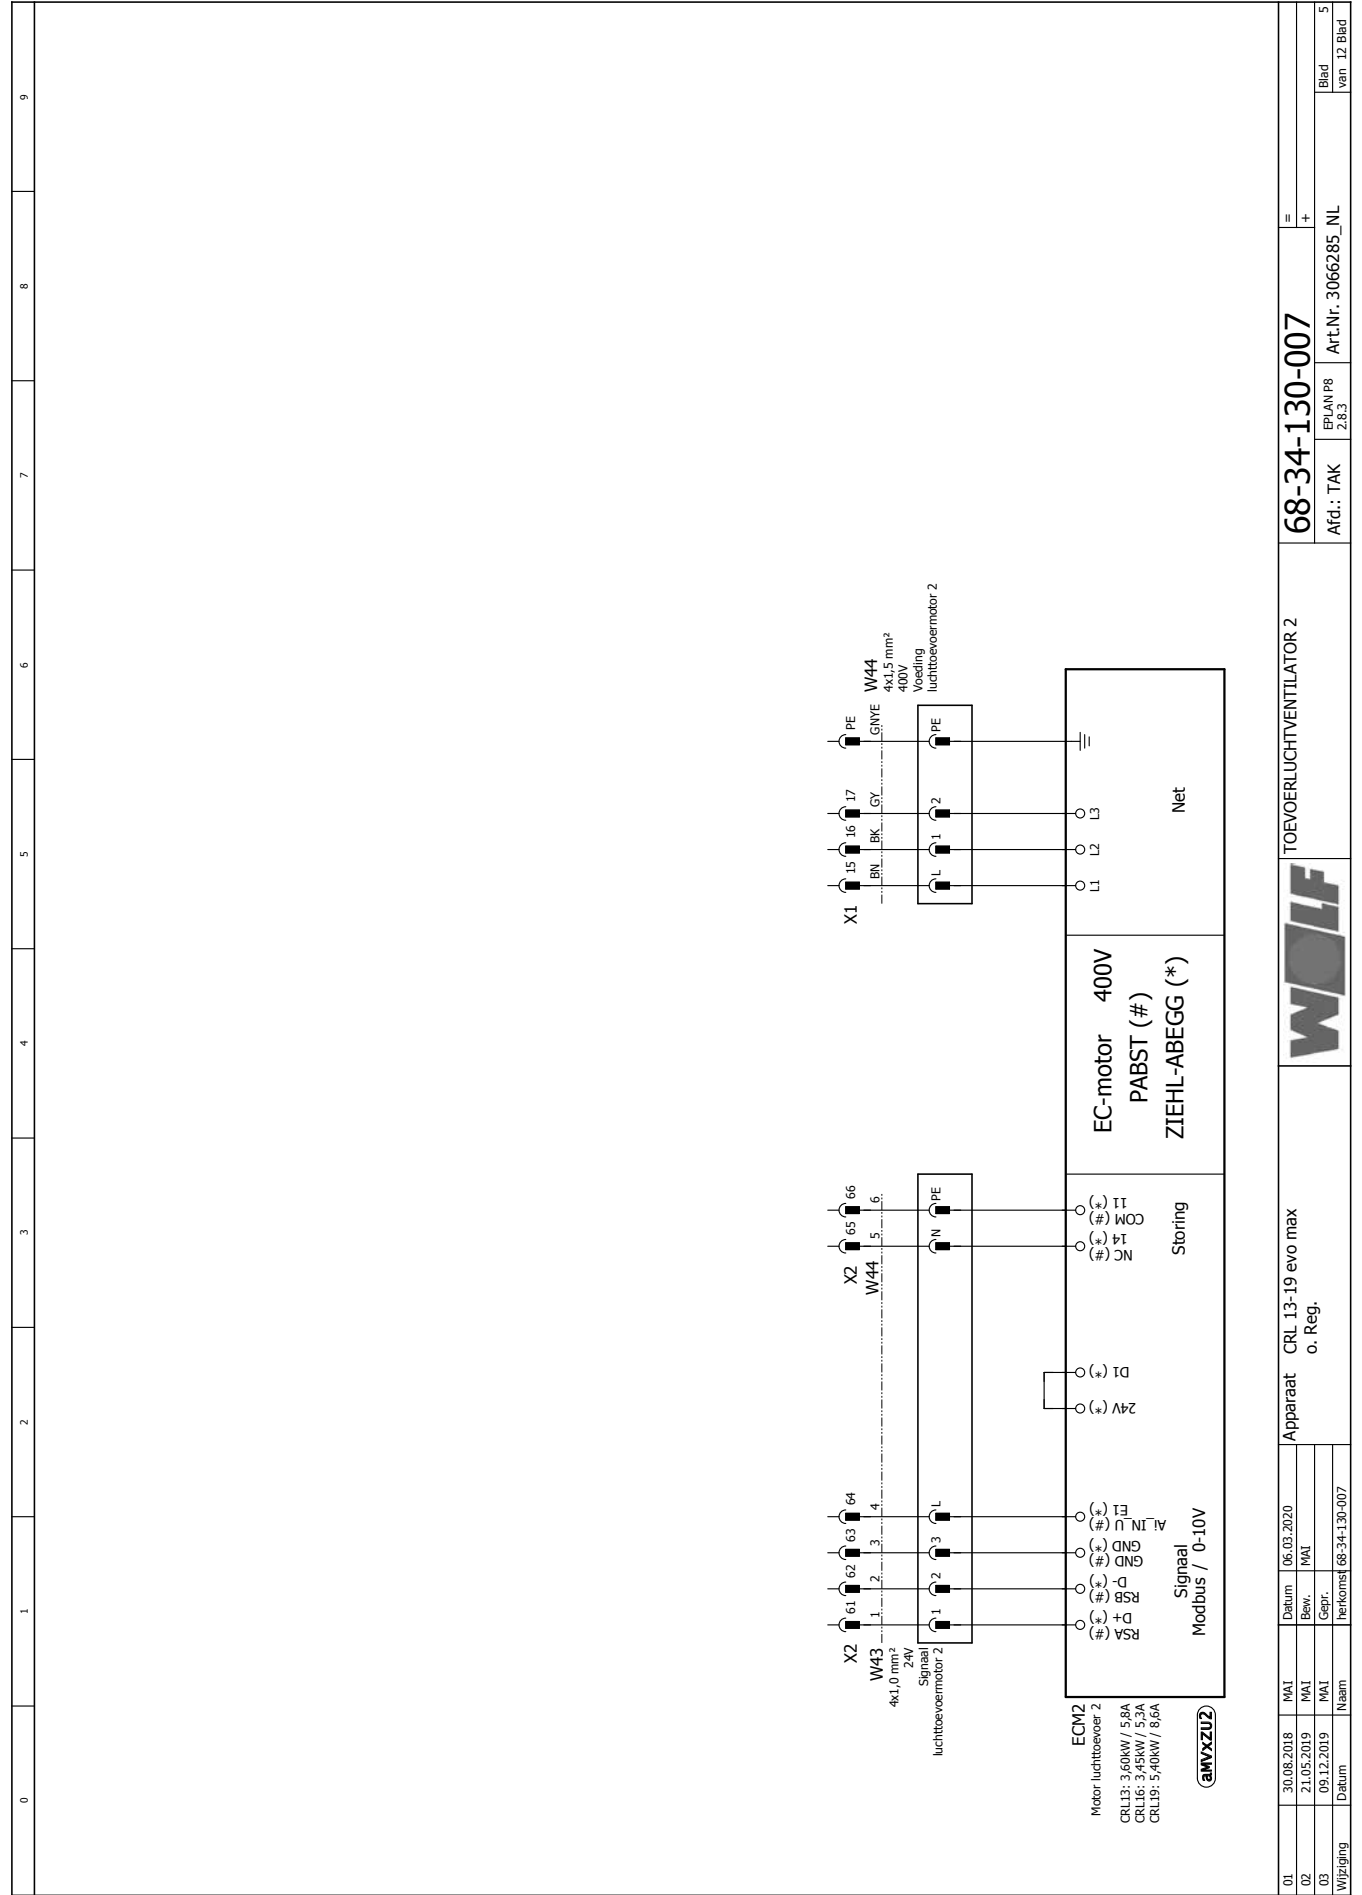 0 1 2 3 4 5 6 7 8 9
X2 61 62 63 64
X2 65 66
X1 15 16 17 PE
W43 1 2 3 4
4x1,0 mm²
24V
W44 5 6
BN BK GY GNYE
W44
4x1,5 mm²
400V
Signaal
luchttoevoermotor 2
1 2 3 L
N PE
L 1 2 PE
Voeding
luchttoevoermotor 2
ECM2
Motor luchttoevoer 2
CRL13: 3,60kW / 5,8A
CRL16: 3,45kW / 5,3A
CRL19: 5,40kW / 8,6A
aMVxZU2
RSA (#)
D+ (*)
RSB (#)
D- (*)
GND (#)
GND (*)
Ai_IN_U (#)
E1 (*)
24V (*)
D1 (*)
NC (#)
14 (*)
COM (#)
11 (*)
L1 L2 L3
Signaal
Modbus / 0-10V
Storing
EC-motor 400V
PABST (#)
ZIEHL-ABEGG (*)
Net
01 30.08.2018 MAI
02 21.05.2019 MAI
03 09.12.2019 MAI
Wijziging Datum Naam
Datum 06.03.2020
Bew. MAI
Gepr.
herkomst 68-34-130-007
Apparaat CRL 13-19 evo max
o. Reg.
WOLF
TOEVOERLUCHTVENTILATOR 2
68-34-130-007
=
+
Afd.: TAK
EPLAN P8
2.8.3
Art.Nr. 3066285_NL
Blad 5
van 12 Blad